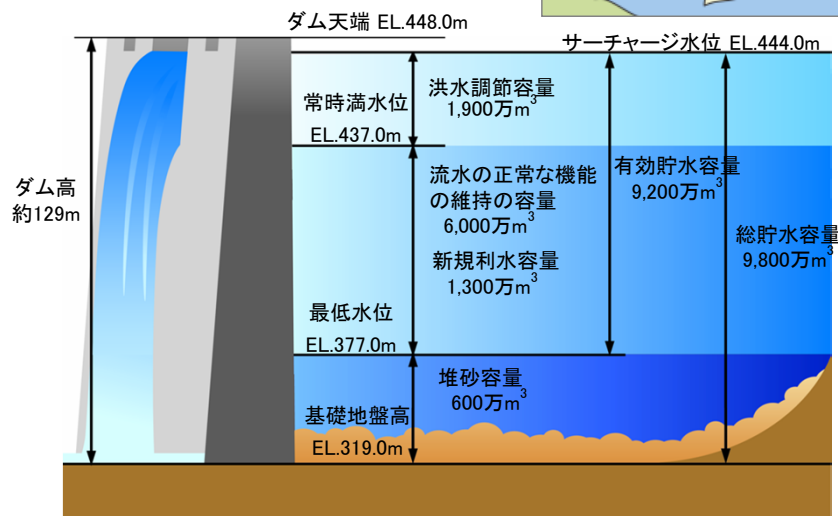 ダム天端 EL.448.0m
サーチャージ水位 EL.444.0m
洪水調節容量
1,900万m³
常時満水位
EL.437.0m
ダム高
約129m
流水の正常な機能
の維持の容量
6,000万m³
新規利水容量
1,300万m³
有効貯水容量
9,200万m³
総貯水容量
9,800万m³
最低水位
EL.377.0m
堆砂容量
600万m³
基礎地盤高
EL.319.0m